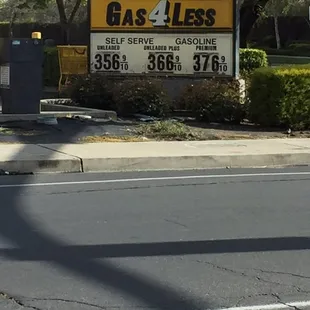 GAS 4 LESS
SELF SERVE GASOLINE
UNLEADED UNLEADED PLUS PREMIUM
356 9/10 366 9/10 376 9/10